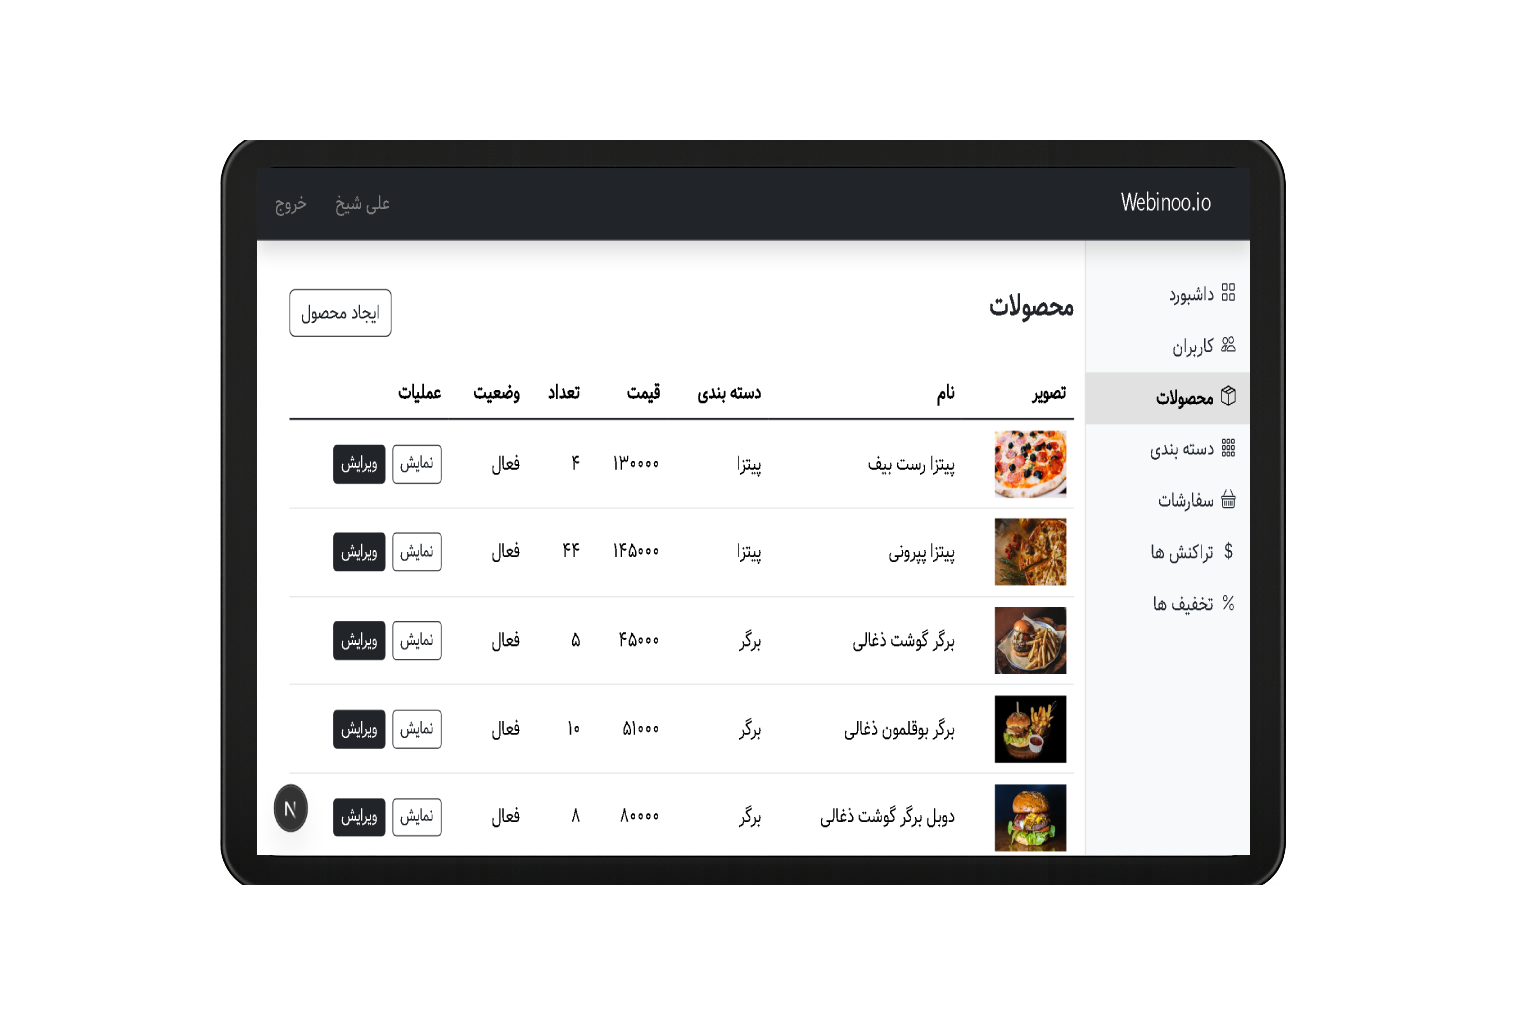 Webinoo.io
علی شیخ
خروج
داشبورد
کاربران
محصولات
دسته بندی
سفارشات
$ تراکنش ها
% تخفیف ها
محصولات
ایجاد محصول
تصویر نام دسته بندی قیمت تعداد وضعیت عملیات
پیتزا رست بیف پیتزا ۱۳۰۰۰۰ ۴ فعال نمایش ویرایش
پیتزا پپرونی پیتزا ۱۴۵۰۰۰ ۴۴ فعال نمایش ویرایش
برگر گوشت ذغالی برگر ۴۵۰۰۰ ۵ فعال نمایش ویرایش
برگر بوقلمون ذغالی برگر ۵۱۰۰۰ ۱۰ فعال نمایش ویرایش
دوبل برگر گوشت ذغالی برگر ۸۰۰۰۰ ۸ فعال نمایش ویرایش
N